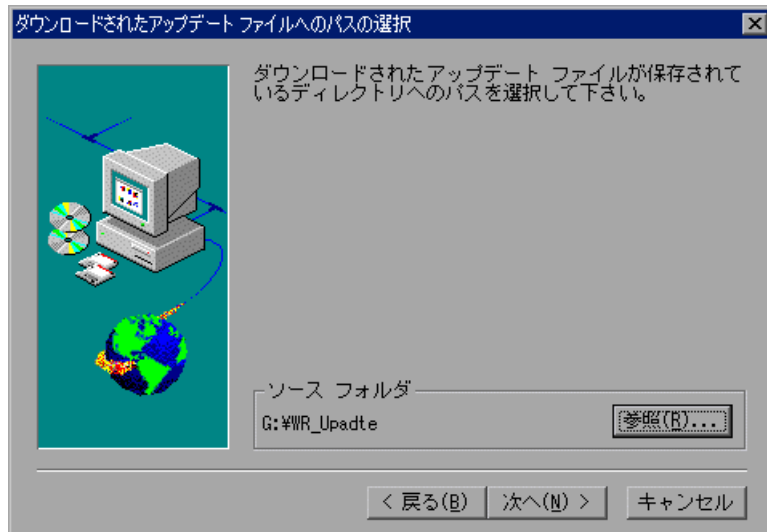 ダウンロードされたアップデート ファイルへのパスの選択
ダウンロードされたアップデート ファイルが保存されて
いるディレクトリへのパスを選択して下さい。
ソース フォルダ
G:¥WR_Upadte
参照(R)...
< 戻る(B)
次へ(N) >
キャンセル